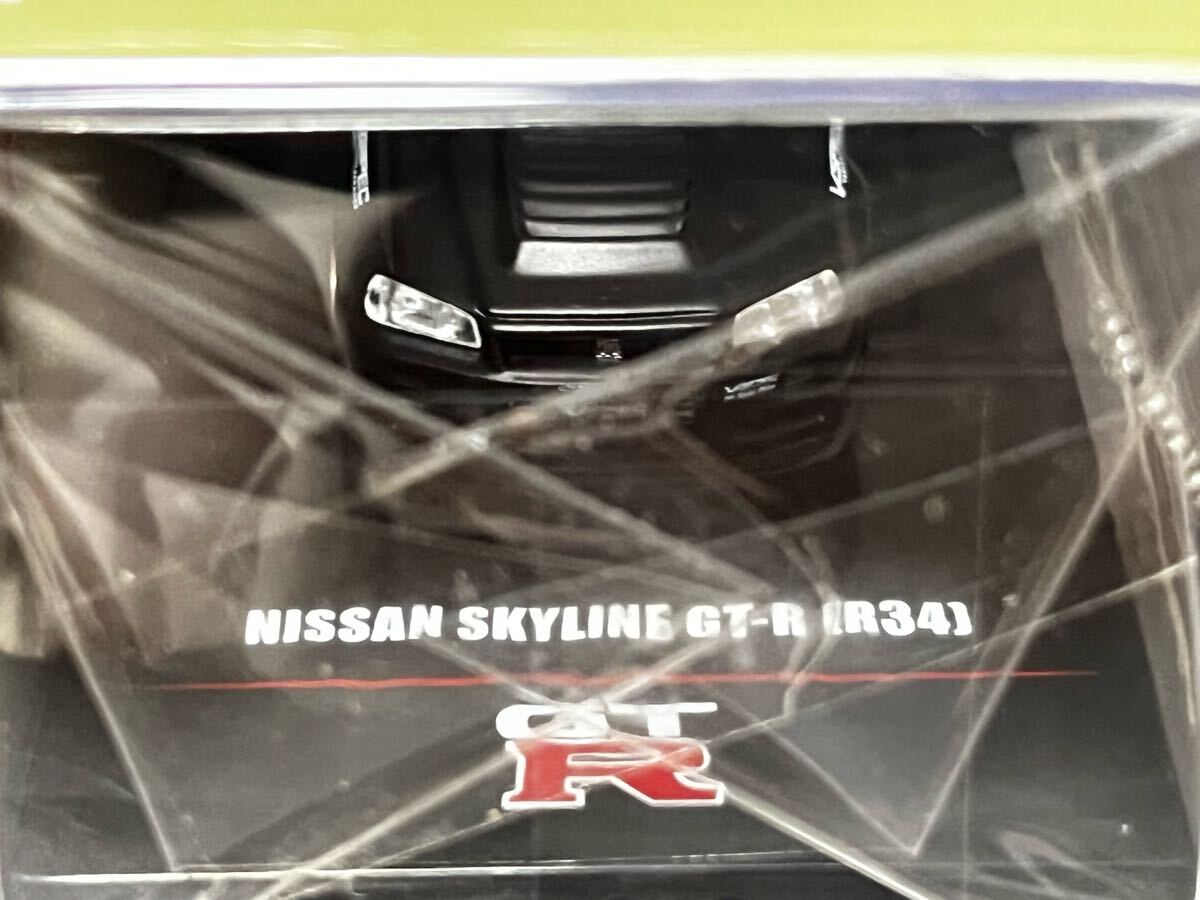 NISSAN SKYLINE GT-R (R34)
GT
R